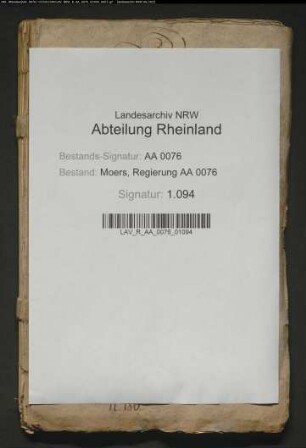 Landesarchiv NRW
Abteilung Rheinland
Bestands-Signatur: AA 0076
Bestand: Moers, Regierung AA 0076
Signatur: 1.094
LAV_R_AA_0076_01094